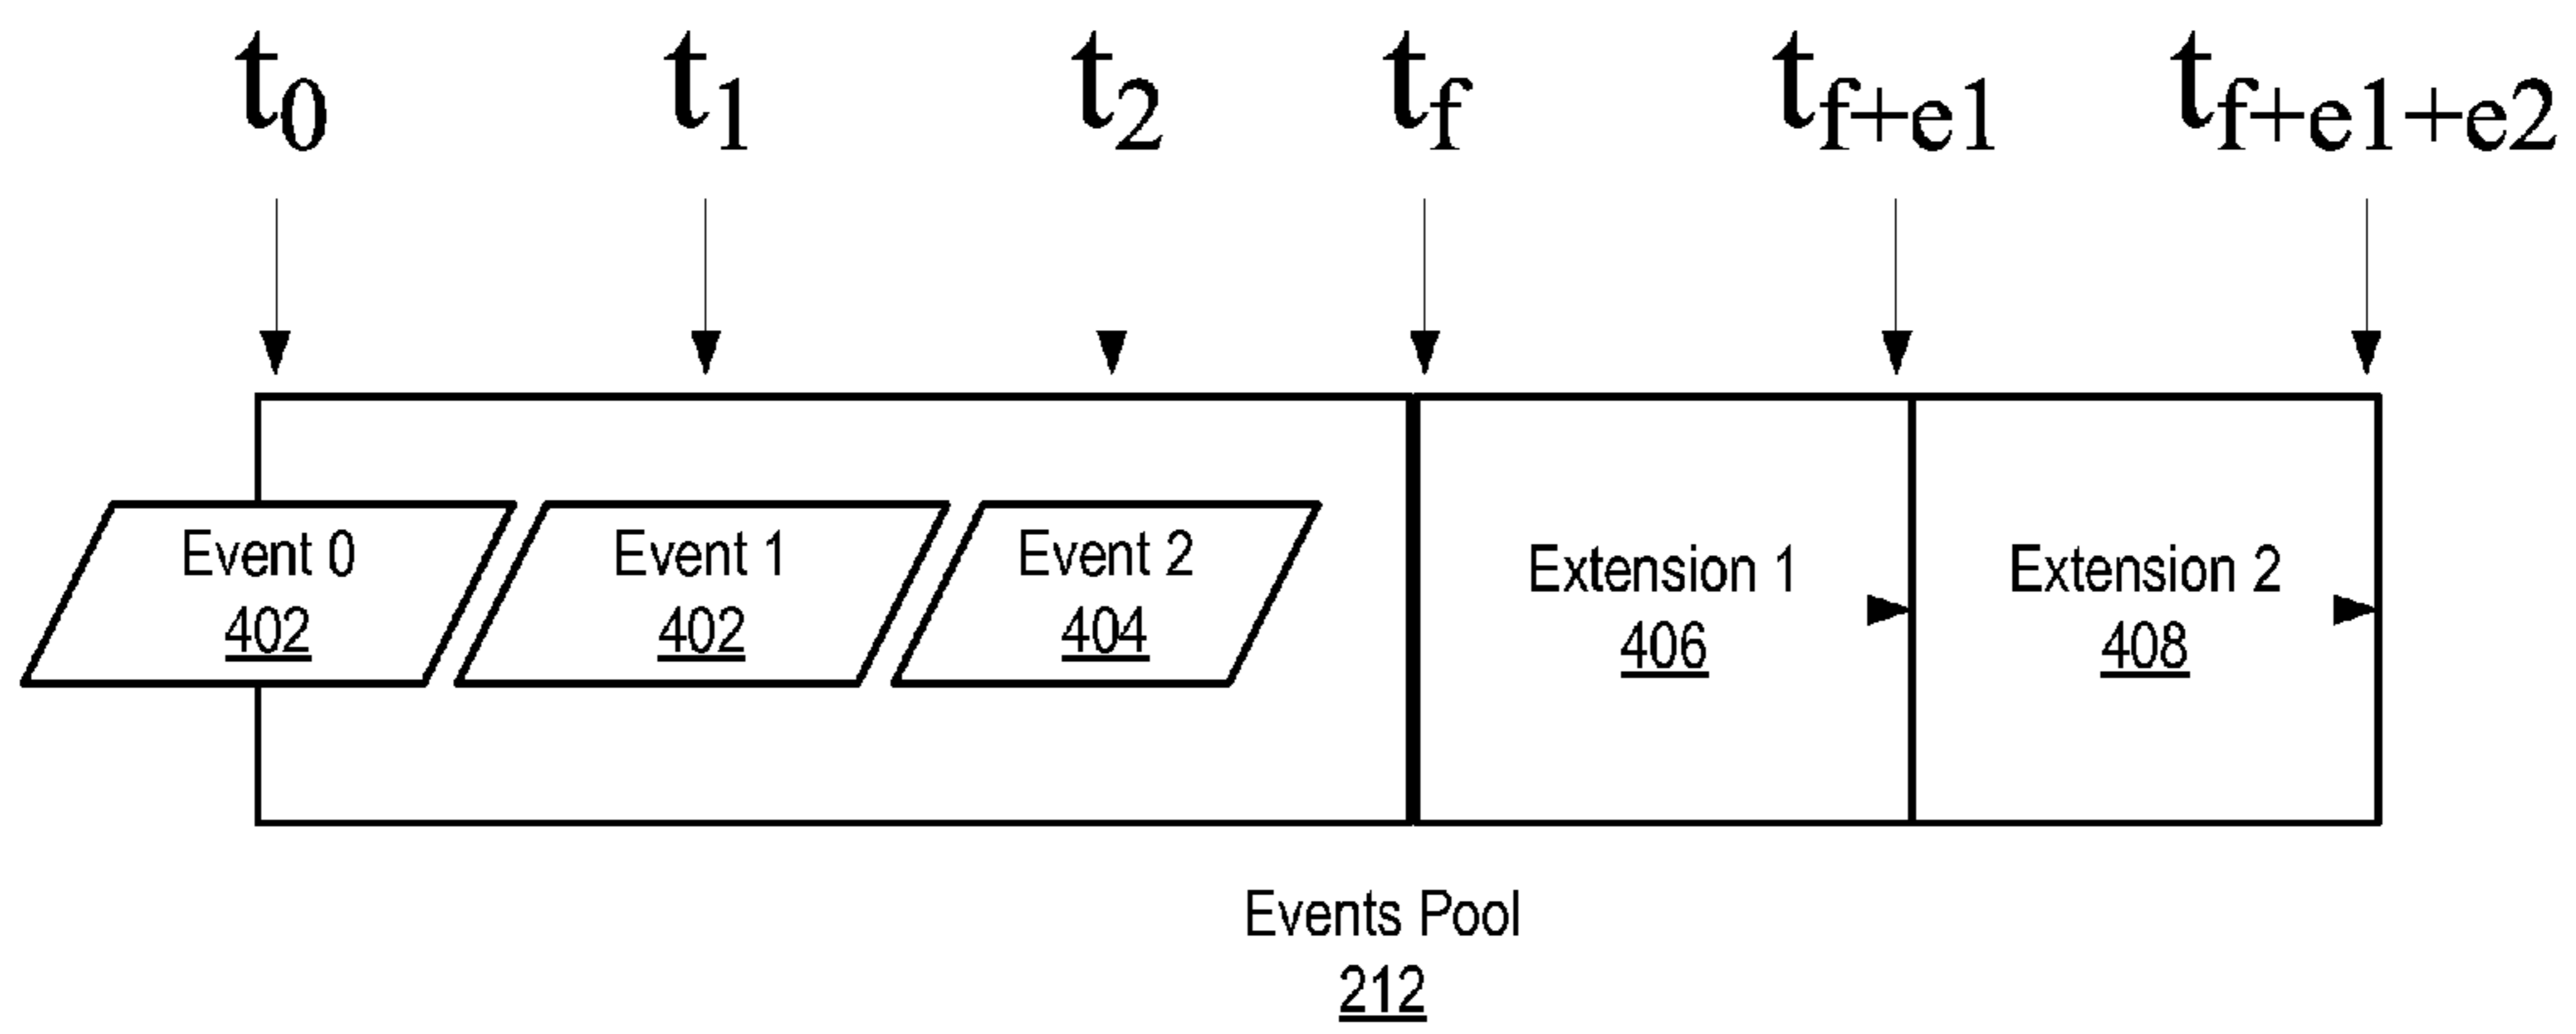 t0 t1 t2 tf tf+e1 tf+e1+e2
Event 0
402
Event 1
402
Event 2
404
Extension 1
406
Extension 2
408
Events Pool
212